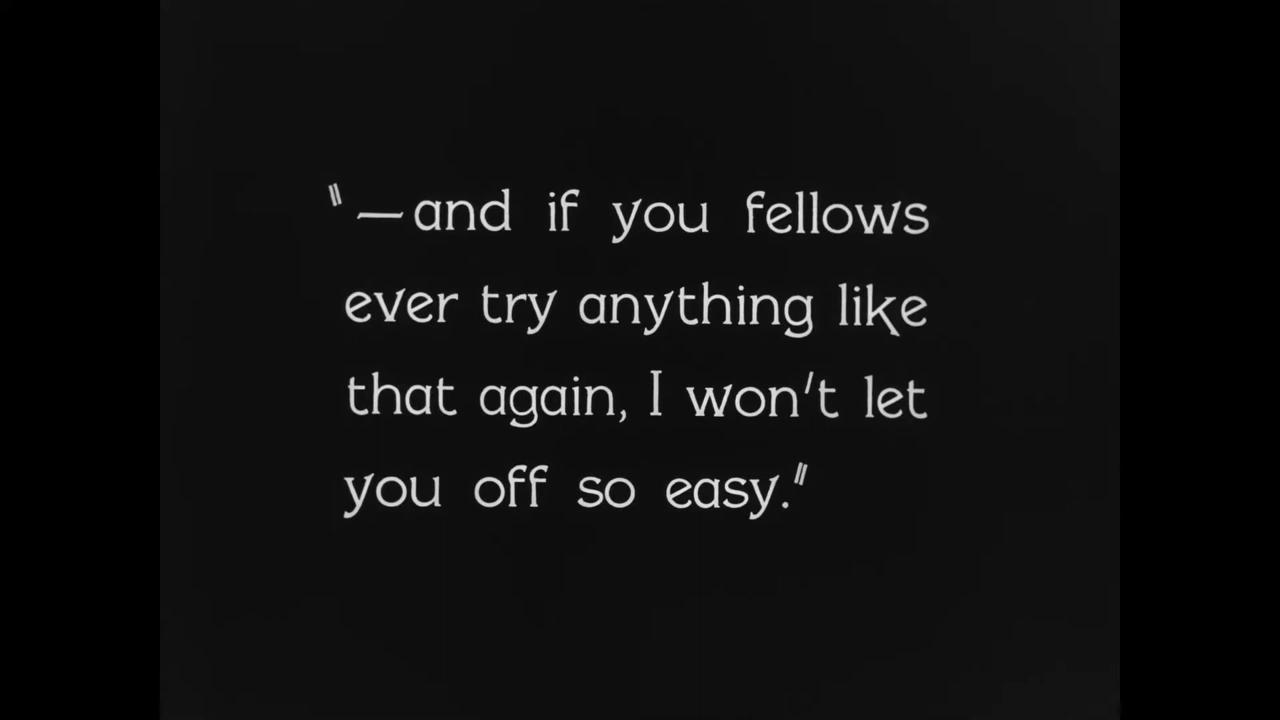 "—and if you fellows
ever try anything like
that again, I won't let
you off so easy."